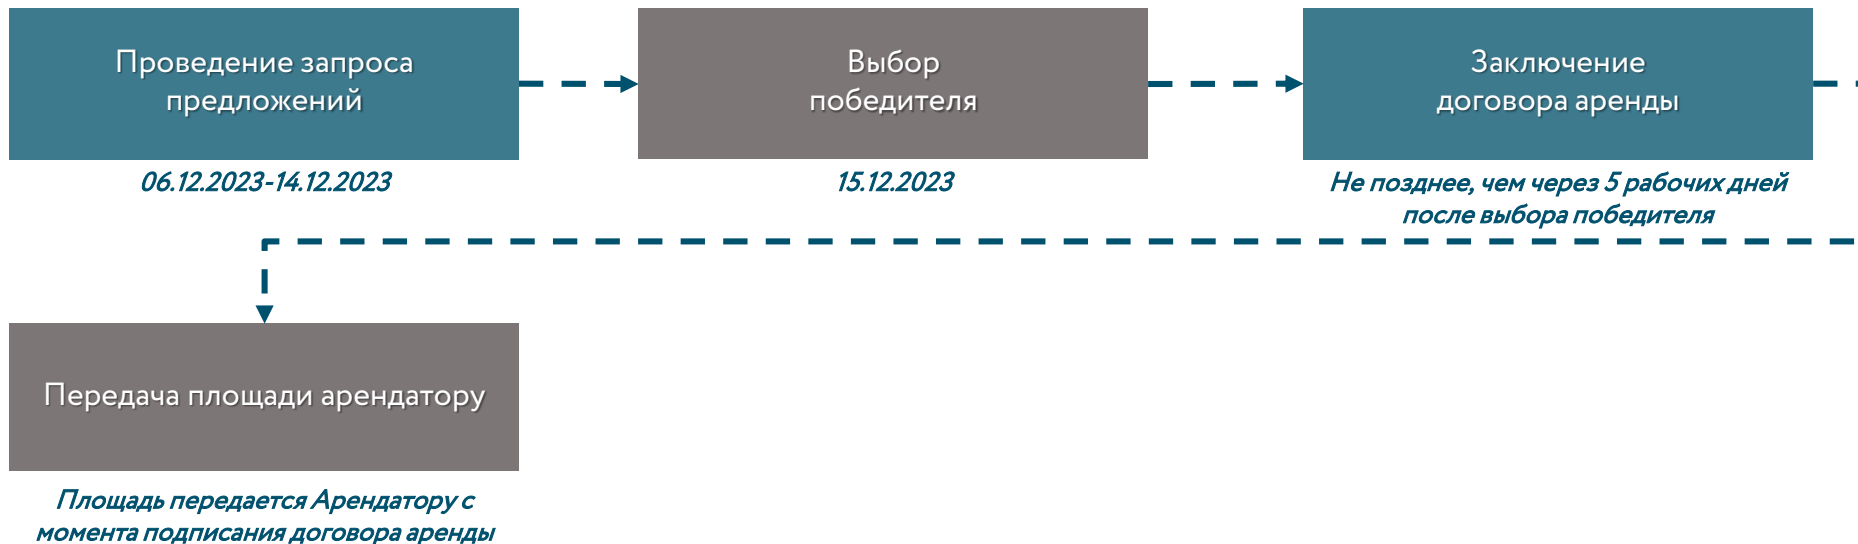 Проведение запроса
предложений
Выбор
победителя
Заключение
договора аренды
06.12.2023-14.12.2023
15.12.2023
Не позднее, чем через 5 рабочих дней
после выбора победителя
Передача площади арендатору
Площадь передается Арендатору с
момента подписания договора аренды